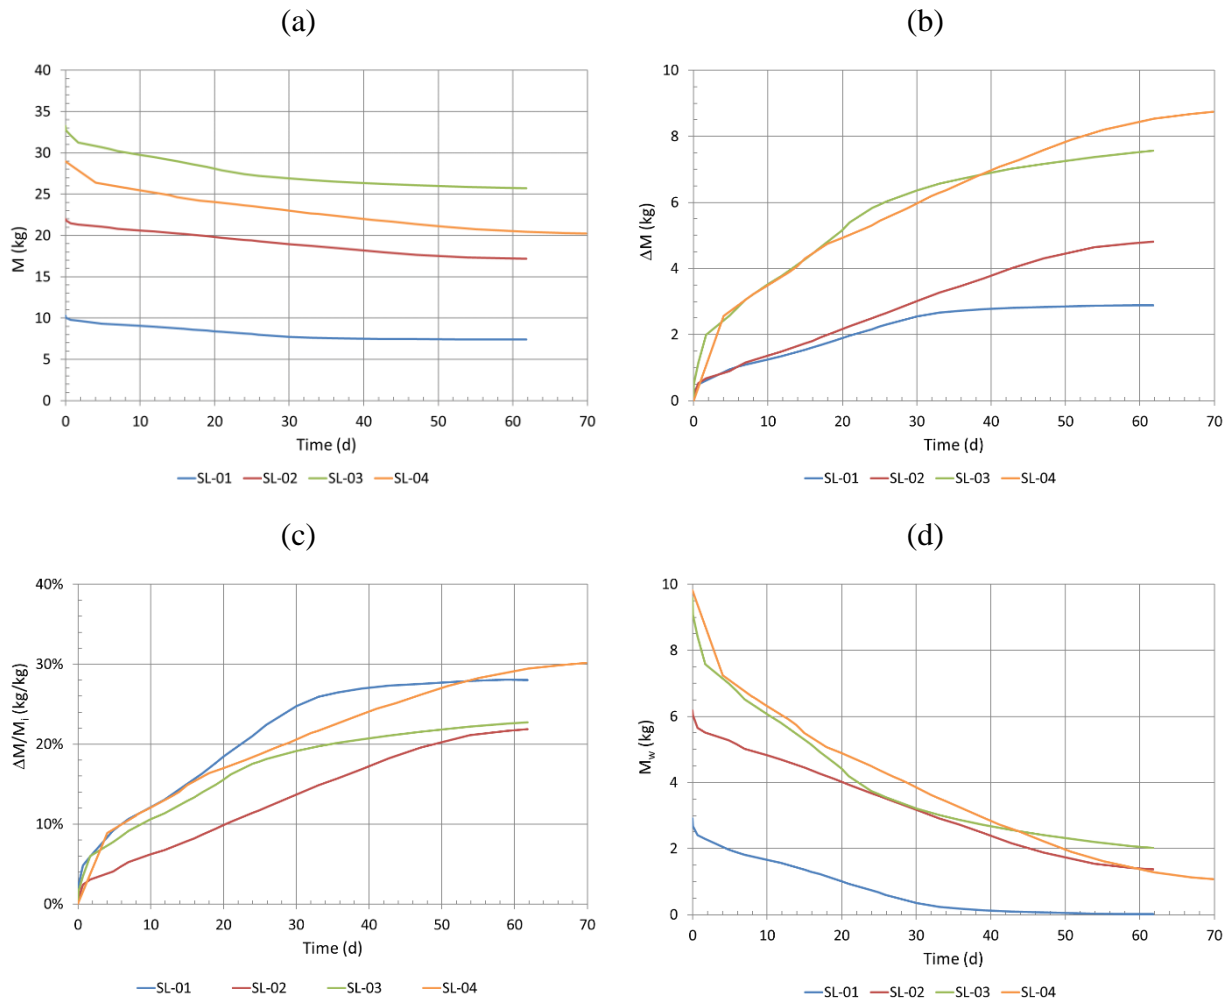 (a)
40
35
30
25
20
15
10
5
0
M (kg)
0 10 20 30 40 50 60 70
Time (d)
SL-01 SL-02 SL-03 SL-04
(b)
10
8
6
4
2
0
ΔM (kg)
0 10 20 30 40 50 60 70
Time (d)
SL-01 SL-02 SL-03 SL-04
(c)
40%
30%
20%
10%
0%
ΔM/Mi (kg/kg)
0 10 20 30 40 50 60 70
Time (d)
SL-01 SL-02 SL-03 SL-04
(d)
10
8
6
4
2
0
Mw (kg)
0 10 20 30 40 50 60 70
Time (d)
SL-01 SL-02 SL-03 SL-04